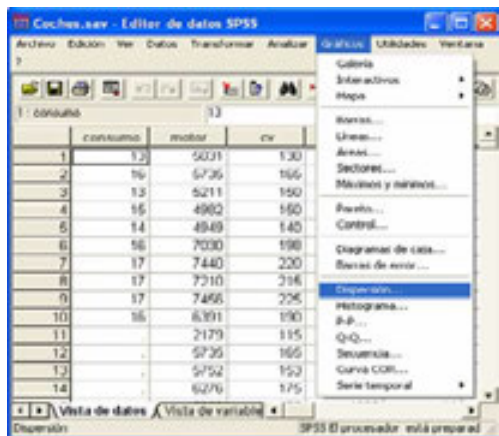 Coches.sav - Editor de datos SPSS
Archivo Edición Ver Datos Transformar Analizar Gráficos Utilidades Ventana
?
1 : consumo 13
consumo motor cv
1 13 5031 130
2 16 5735 165
3 13 5211 150
4 15 4982 150
5 14 4949 140
6 16 7030 198
7 17 7440 220
8 17 7210 215
9 17 7456 225
10 16 6391 190
11 . 2179 115
12 . 5735 165
13 . 5752 153
14 . 6276 175
Galería
Interactivos
Mapa
Barras...
Líneas...
Áreas...
Sectores...
Máximos y mínimos...
Pareto...
Control...
Diagramas de caja...
Barras de error...
Dispersión...
Histograma...
P-P...
Q-Q...
Secuencia...
Curva COR...
Serie temporal
Vista de datos Vista de variable
Dispersión SPSS El procesador está preparad